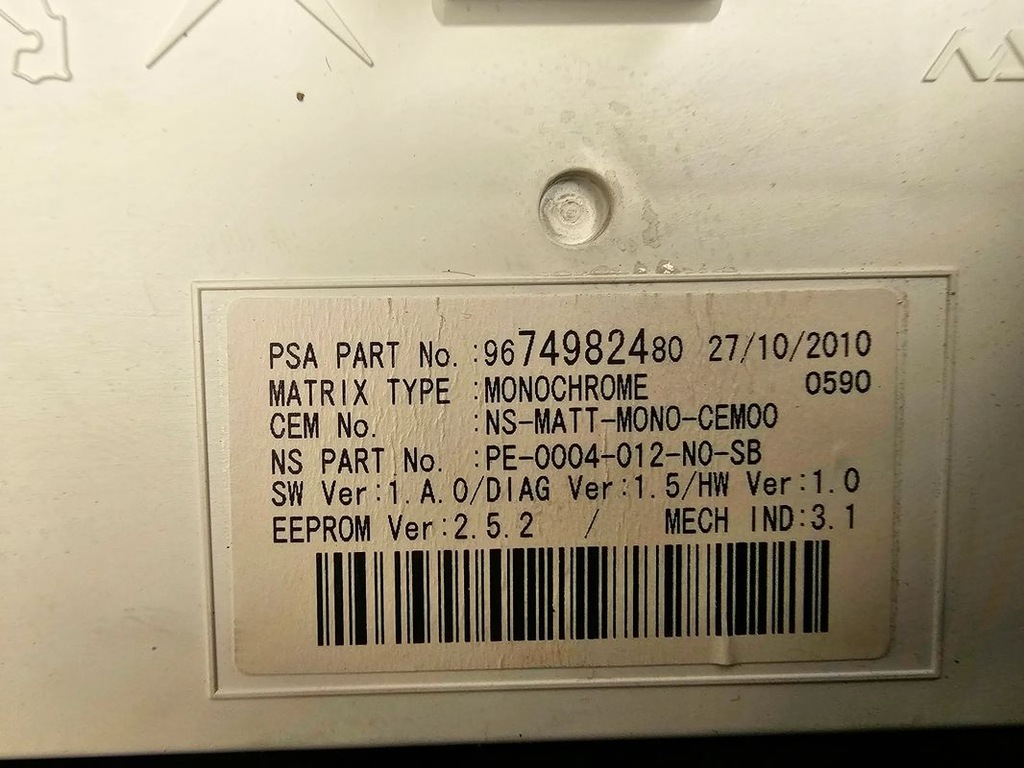 PSA PART No.:9674982480 27/10/2010
MATRIX TYPE :MONOCHROME 0590
CEM No. :NS-MATT-MONO-CEM00
NS PART No. :PE-0004-012-NO-SB
SW Ver:1.A.0/DIAG Ver:1.5/HW Ver:1.0
EEPROM Ver:2.5.2 / MECH IND:3.1